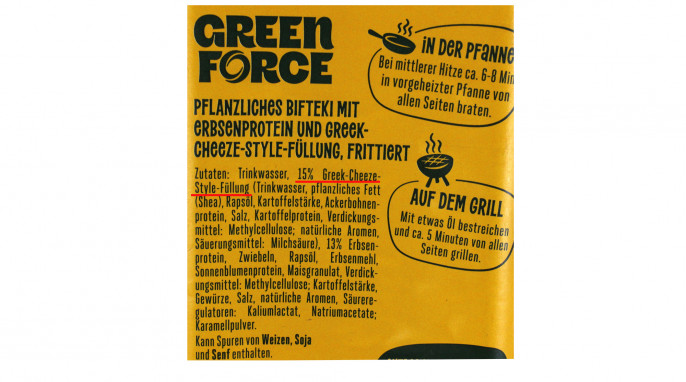 GREEN
FORCE
PFLANZLICHES BIFTEKI MIT
ERBSENPROTEIN UND GREEK-
CHEEZE-STYLE-FÜLLUNG, FRITTIERT
Zutaten: Trinkwasser, 15% Greek-Cheeze-
Style-Füllung (Trinkwasser, pflanzliches Fett
(Shea), Rapsöl, Kartoffelstärke, Ackerbohnen-
protein, Salz, Kartoffelprotein, Verdickungs-
mittel: Methylcellulose; natürliche Aromen,
Säuerungsmittel: Milchsäure), 13% Erbsen-
protein, Zwiebeln, Rapsöl, Erbsenmehl,
Sonnenblumenprotein, Maisgranulat, Verdick-
ungsmittel: Methylcellulose; Kartoffelstärke,
Gewürze, Salz, natürliche Aromen, Säurere-
gulatoren: Kaliumlactat, Natriumacetate;
Karamellpulver.
Kann Spuren von Weizen, Soja
und Senf enthalten.
IN DER PFANNE
Bei mittlerer Hitze ca. 6-8 Min
in vorgeheizter Pfanne von
allen Seiten braten.
AUF DEM GRILL
Mit etwas Öl bestreichen
und ca. 5 Minuten von allen
Seiten grillen.